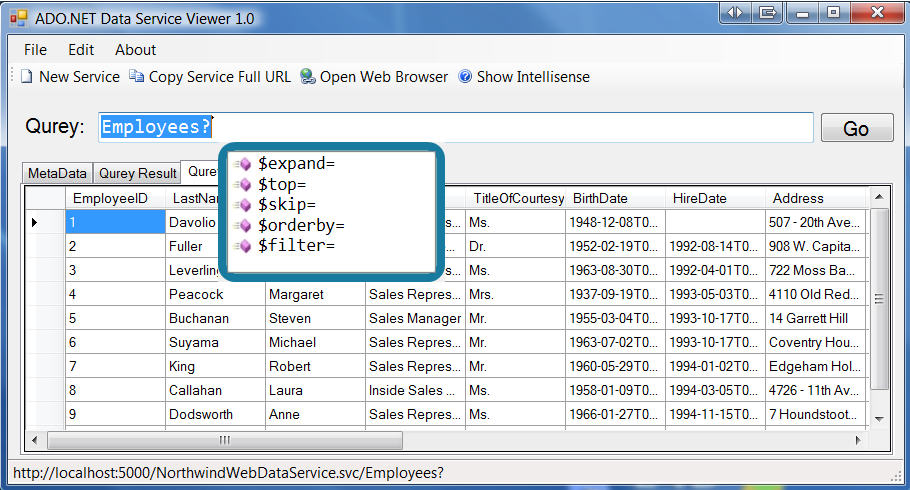 ADO.NET Data Service Viewer 1.0
File Edit About
New Service Copy Service Full URL Open Web Browser Show Intellisense
Qurey: Employees? Go
MetaData Qurey Result
$expand=
$top=
$skip=
$orderby=
$filter=
EmployeeID TitleOfCourtesy BirthDate HireDate Address
1 Davolio Ms. 1948-12-08T0... 507 - 20th Ave...
2 Fuller Dr. 1952-02-19T0... 1992-08-14T0... 908 W. Capita...
3 Leverling Ms. 1963-08-30T0... 1992-04-01T0... 722 Moss Ba...
4 Peacock Margaret Sales Repres... Mrs. 1937-09-19T0... 1993-05-03T0... 4110 Old Red...
5 Buchanan Steven Sales Manager Mr. 1955-03-04T0... 1993-10-17T0... 14 Garrett Hill
6 Suyama Michael Sales Repres... Mr. 1963-07-02T0... 1993-10-17T0... Coventry Hou...
7 King Robert Sales Repres... Mr. 1960-05-29T0... 1994-01-02T0... Edgeham Hol...
8 Callahan Laura Inside Sales ... Ms. 1958-01-09T0... 1994-03-05T0... 4726 - 11th Av...
9 Dodsworth Anne Sales Repres... Ms. 1966-01-27T0... 1994-11-15T0... 7 Houndstoot...
http://localhost:5000/NorthwindWebDataService.svc/Employees?